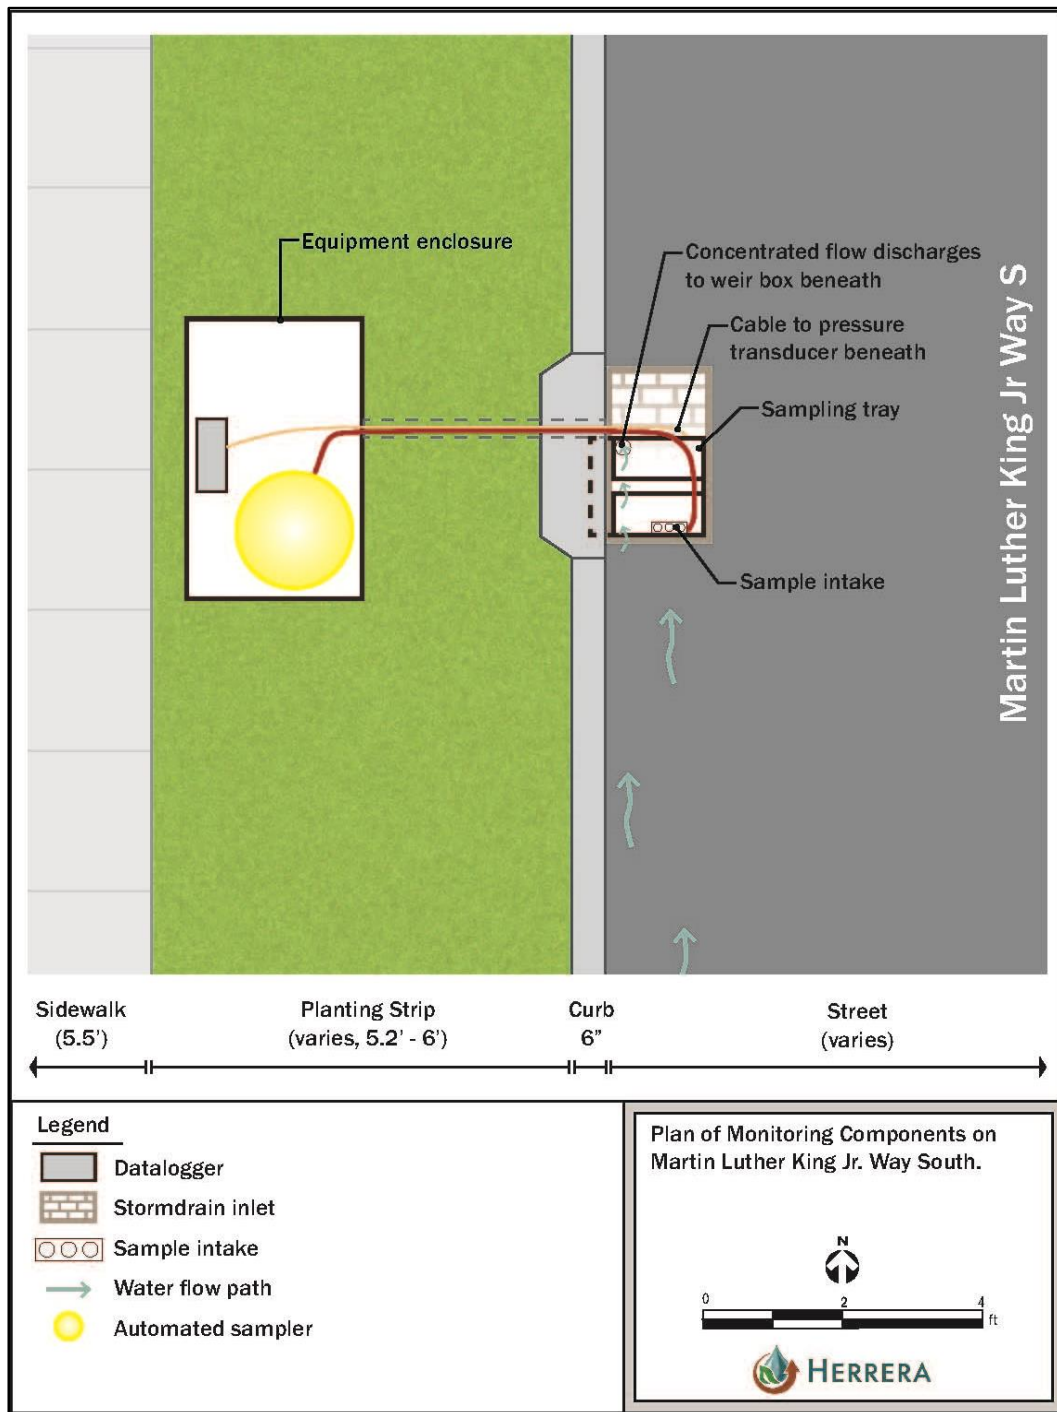 Equipment enclosure
Concentrated flow discharges
to weir box beneath
Cable to pressure
transducer beneath
Sampling tray
Sample intake
Martin Luther King Jr Way S
Sidewalk
(5.5')
Planting Strip
(varies, 5.2' - 6')
Curb
6"
Street
(varies)
Legend
Datalogger
Stormdrain inlet
Sample intake
Water flow path
Automated sampler
Plan of Monitoring Components on
Martin Luther King Jr. Way South.
N
0 2 4
ft
HERRERA